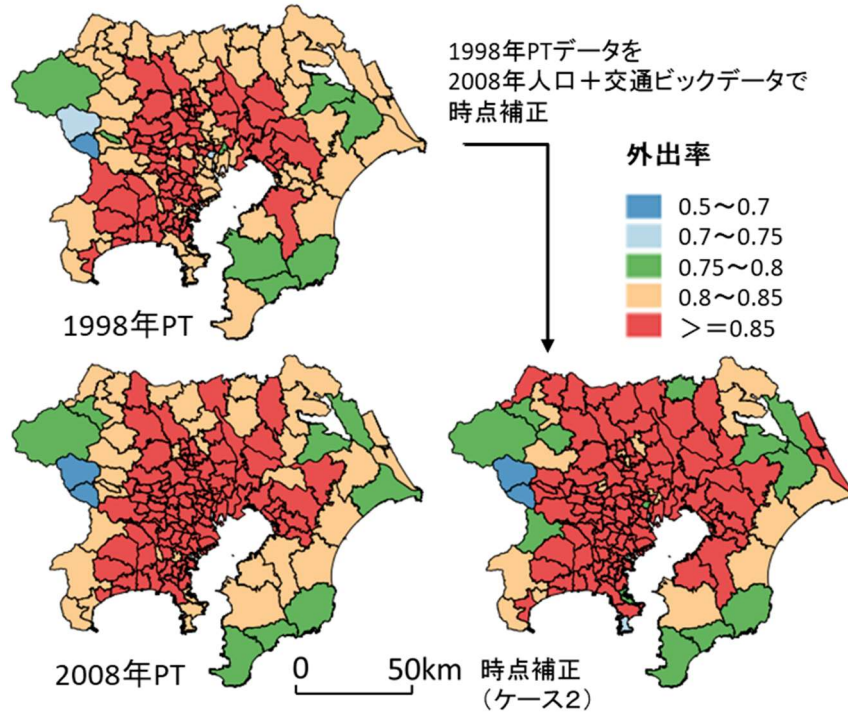 1998年PTデータを
2008年人口＋交通ビックデータで
時点補正
外出率
0.5〜0.7
0.7〜0.75
0.75〜0.8
0.8〜0.85
＞＝0.85
1998年PT
2008年PT
0 50km
時点補正
（ケース2）